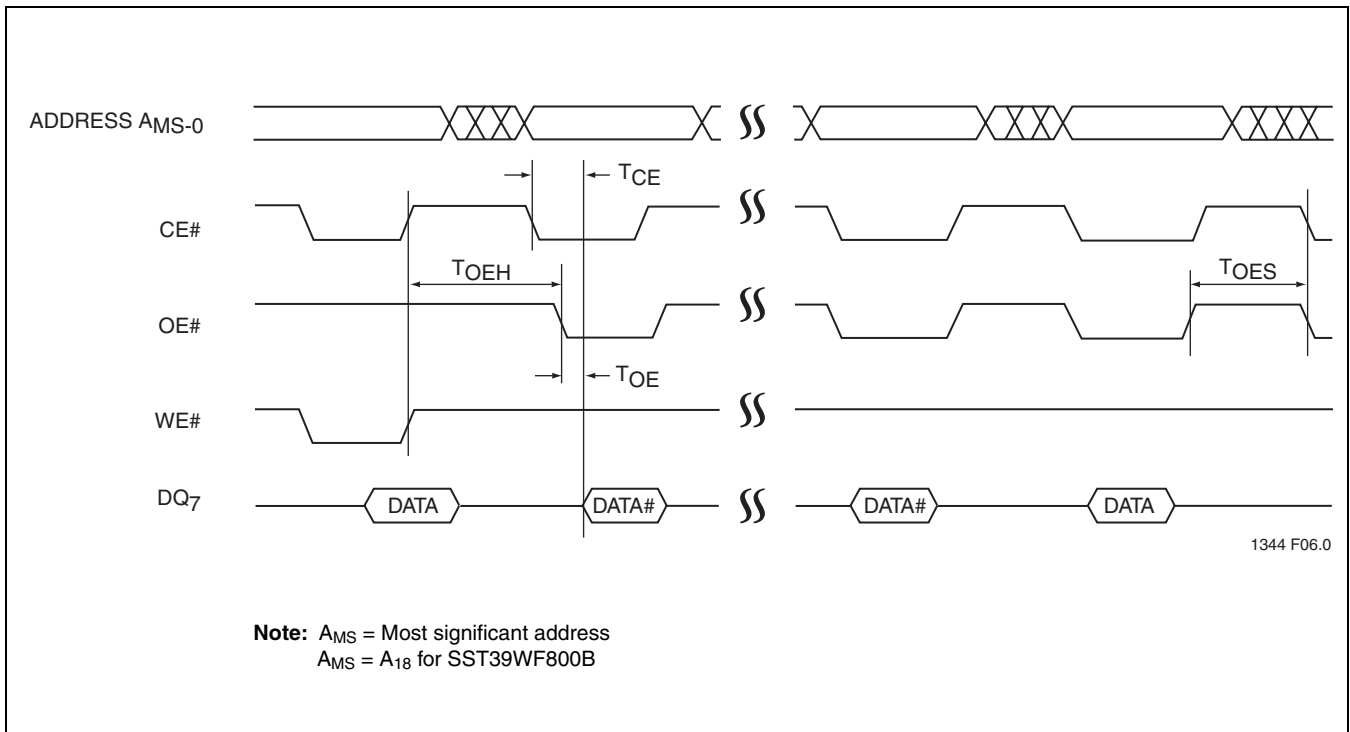 ADDRESS AMS-0
TCE
CE#
TOEH
TOES
OE#
TOE
WE#
DQ7
DATA
DATA#
DATA#
DATA
1344 F06.0
Note: AMS = Most significant address
AMS = A18 for SST39WF800B